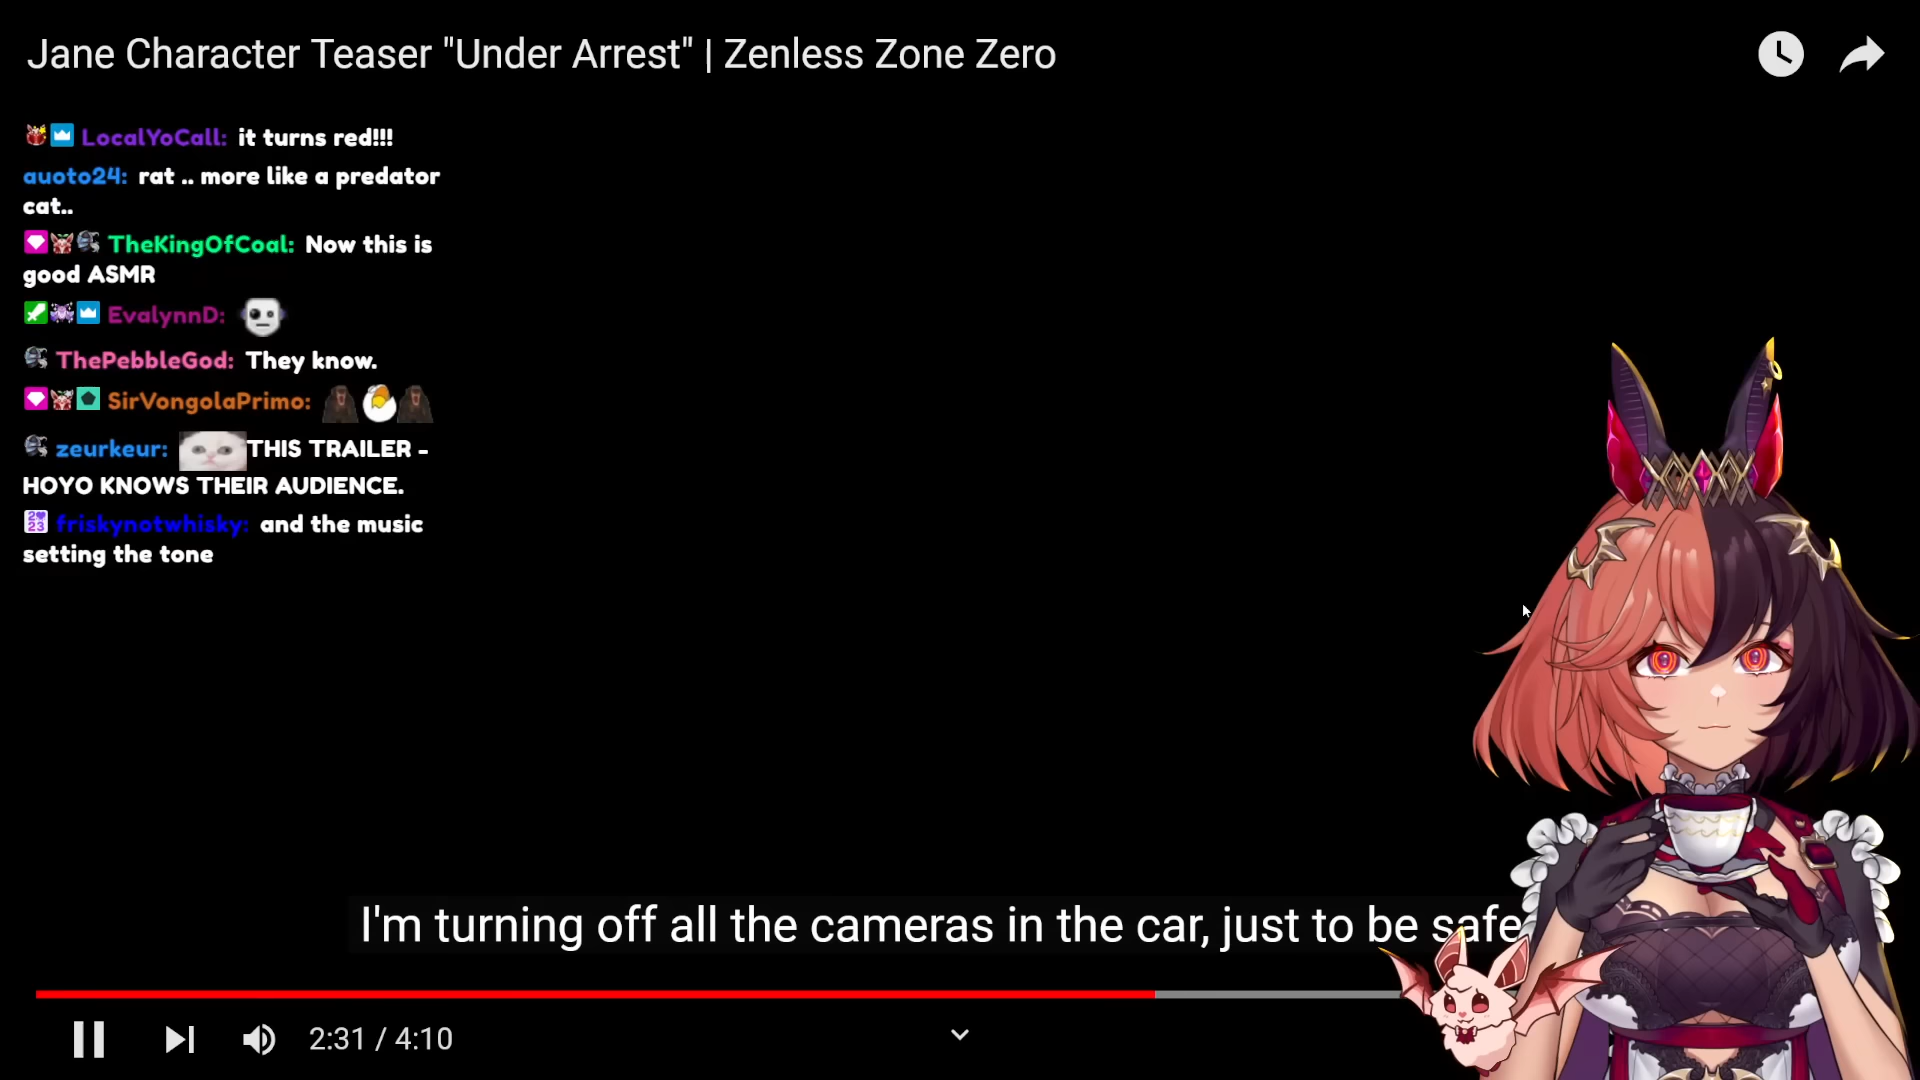 Jane Character Teaser "Under Arrest" | Zenless Zone Zero
LocalYoCall: it turns red!!!
auoto24: rat .. more like a predator
cat..
TheKingOfCoal: Now this is
good ASMR
EvalynnD:
ThePebbleGod: They know.
SirVongolaPrimo:
zeurkeur: THIS TRAILER -
HOYO KNOWS THEIR AUDIENCE.
2023 friskynotwhisky: and the music
setting the tone
I'm turning off all the cameras in the car, just to be safe
2:31 / 4:10